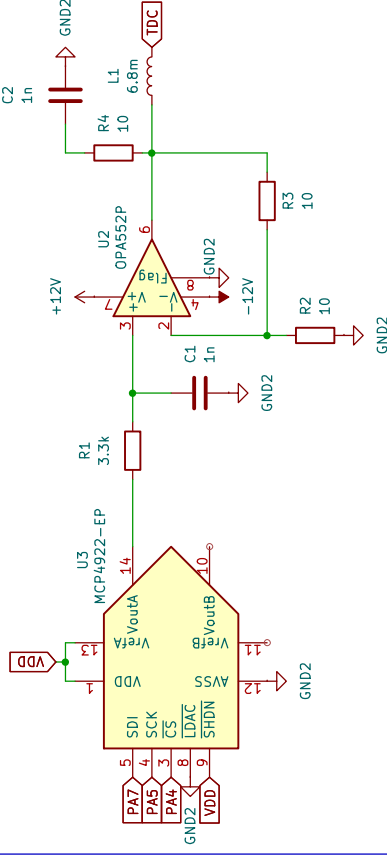 TDC
GND2
C2
1n
L1
6.8m
R4
10
R3
10
U2
OPA552P
6
Flag
8
GND2
+12V
7
V+
V-
4
-12V
+
-
3
2
R2
10
GND2
C1
1n
GND2
R1
3.3k
U3
MCP4922-EP
14
VoutA
10
VoutB
VDD
13
VrefA
VrefB
11
1
VDD
AVSS
12
GND2
SDI
SCK
CS
LDAC
SHDN
5
4
3
8
9
PA7
PA5
PA4
GND2
VDD